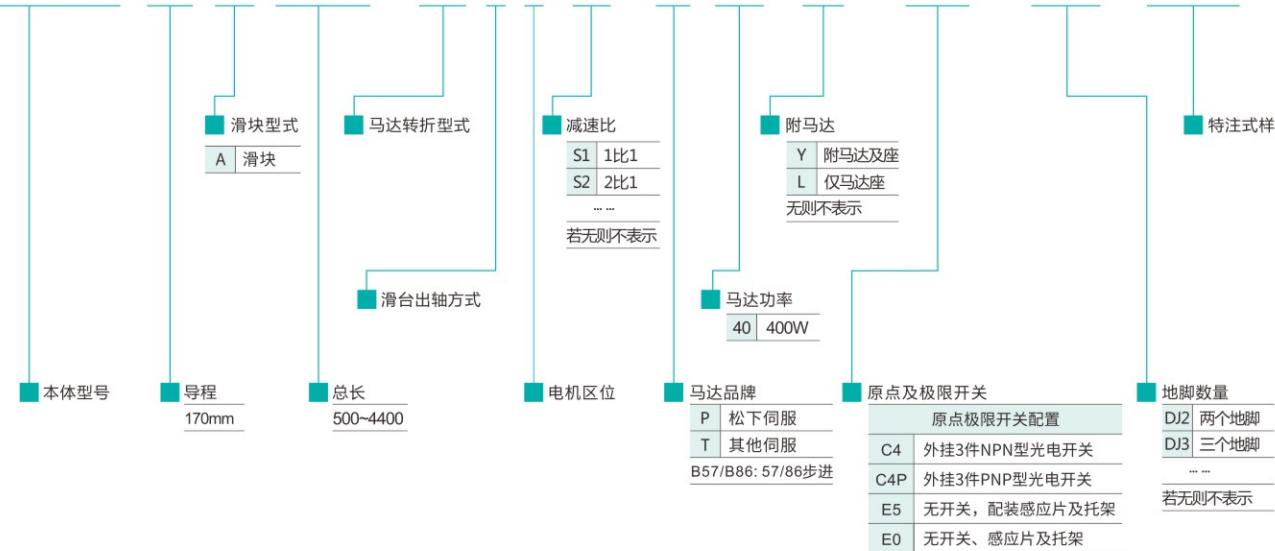 滑块型式
A 滑块
马达转折型式
减速比
S1 1比1
S2 2比1
... ...
若无则不表示
附马达
Y 附马达及座
L 仅马达座
无则不表示
特注式样
滑台出轴方式
马达功率
40 400W
本体型号
导程
170mm
总长
500~4400
电机区位
马达品牌
P 松下伺服
T 其他伺服
B57/B86: 57/86步进
原点及极限开关
原点极限开关配置
C4 外挂3件NPN型光电开关
C4P 外挂3件PNP型光电开关
E5 无开关，配装感应片及托架
E0 无开关、感应片及托架
地脚数量
DJ2 两个地脚
DJ3 三个地脚
... ...
若无则不表示